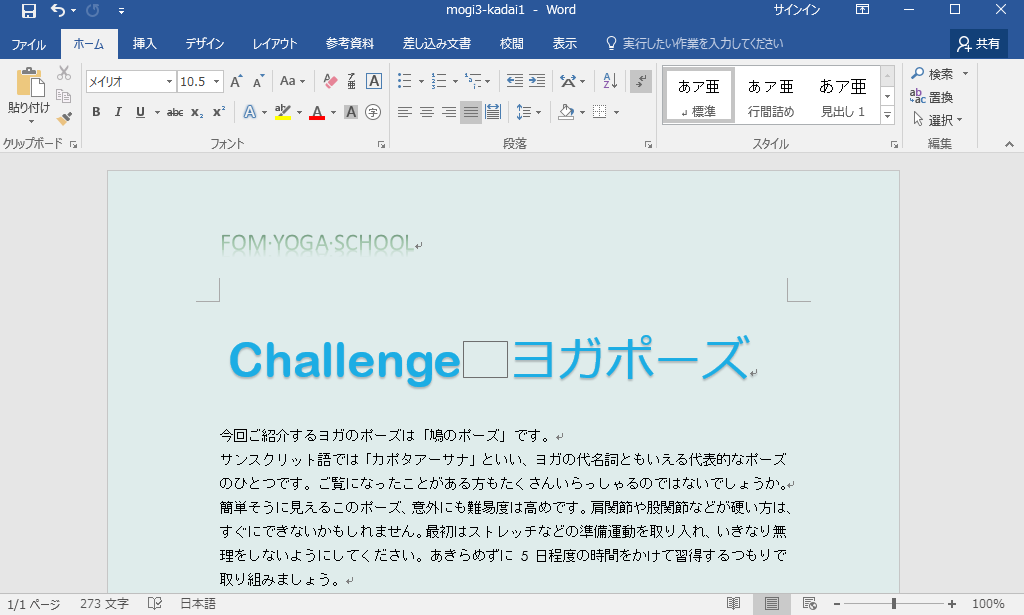 mogi3-kadai1 - Word
サインイン
ファイル ホーム 挿入 デザイン レイアウト 参考資料 差し込み文書 校閲 表示 実行したい作業を入力してください 共有
メイリオ 10.5 A A Aa A 亜 A あア亜 あア亜 あア亜 検索
貼り付け B I U abc x₂ x² A aby A A 字 ↲標準 行間詰め 見出し 1 置換
選択
クリップボード フォント 段落 スタイル 編集
FOM·YOGA·SCHOOL↵
Challenge□ヨガポーズ↵
今回ご紹介するヨガのポーズは「鳩のポーズ」です。↵
サンスクリット語では「カポタアーサナ」といい、ヨガの代名詞ともいえる代表的なポーズ
のひとつです。ご覧になったことがある方もたくさんいらっしゃるのではないでしょうか。↵
簡単そうに見えるこのポーズ、意外にも難易度は高めです。肩関節や股関節などが硬い方は、
すぐにできないかもしれません。最初はストレッチなどの準備運動を取り入れ、いきなり無
理をしないようにしてください。あきらめずに 5 日程度の時間をかけて習得するつもりで
取り組みましょう。↵
1/1 ページ 273 文字 日本語 100%